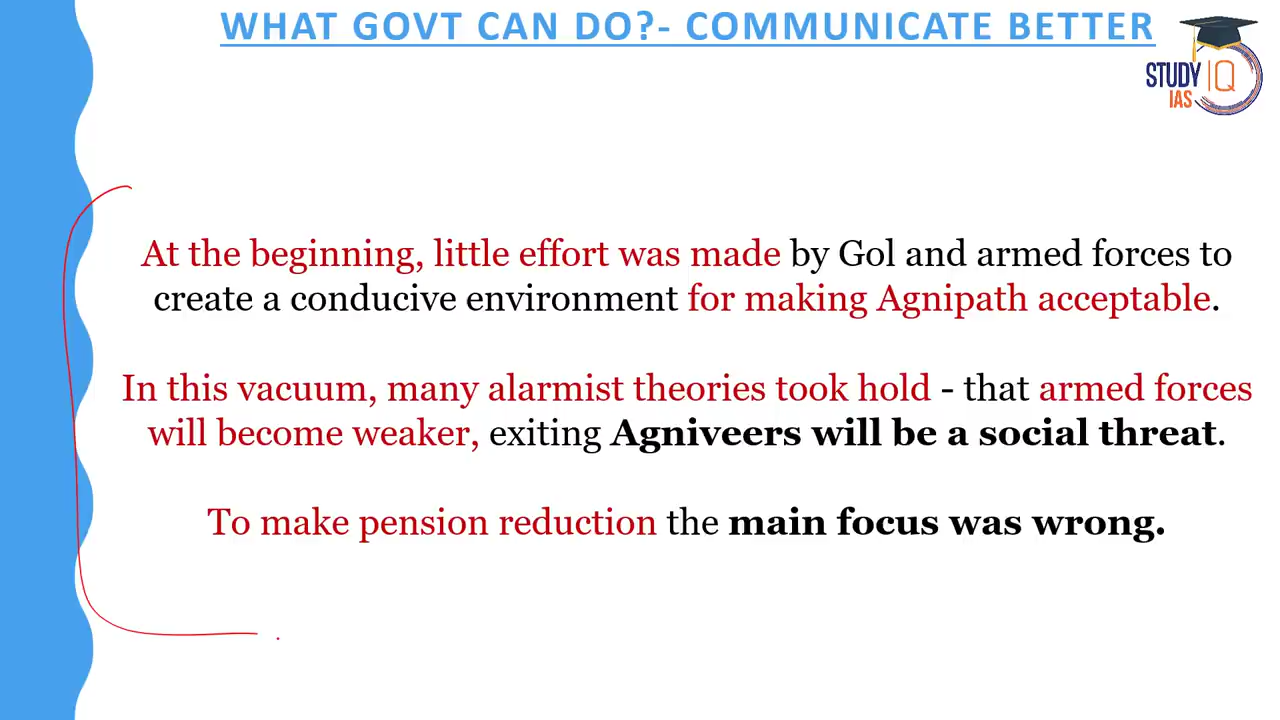 WHAT GOVT CAN DO?- COMMUNICATE BETTER
STUDY IQ
IAS
At the beginning, little effort was made by Gol and armed forces to
create a conducive environment for making Agnipath acceptable.
In this vacuum, many alarmist theories took hold - that armed forces
will become weaker, exiting Agniveers will be a social threat.
To make pension reduction the main focus was wrong.